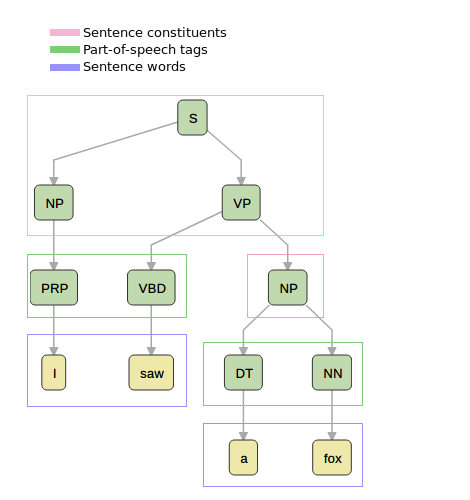 Sentence constituents
Part-of-speech tags
Sentence words
S
NP VP
PRP VBD NP
I saw DT NN
a fox